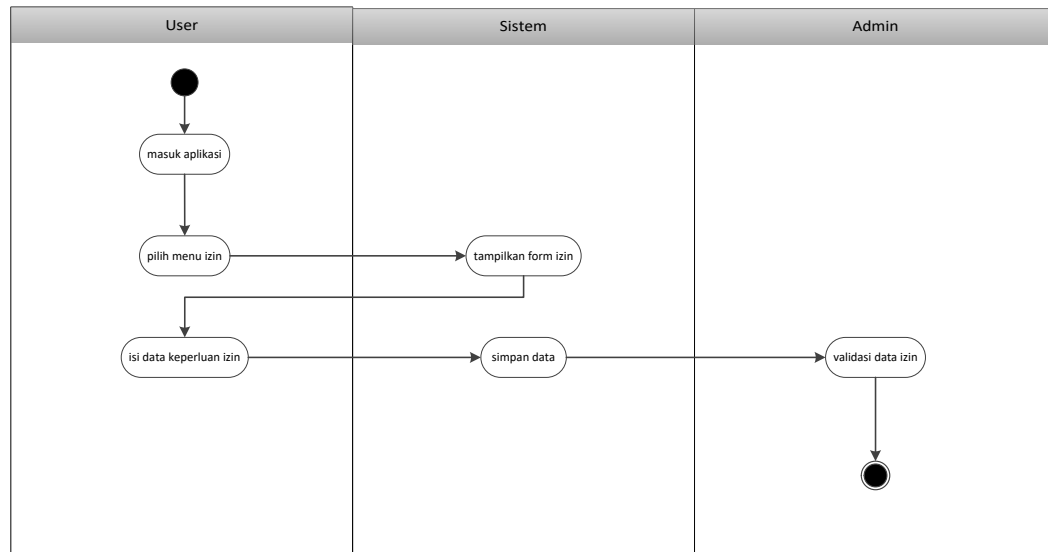 User
Sistem
Admin
masuk aplikasi
pilih menu izin
tampilkan form izin
isi data keperluan izin
simpan data
validasi data izin